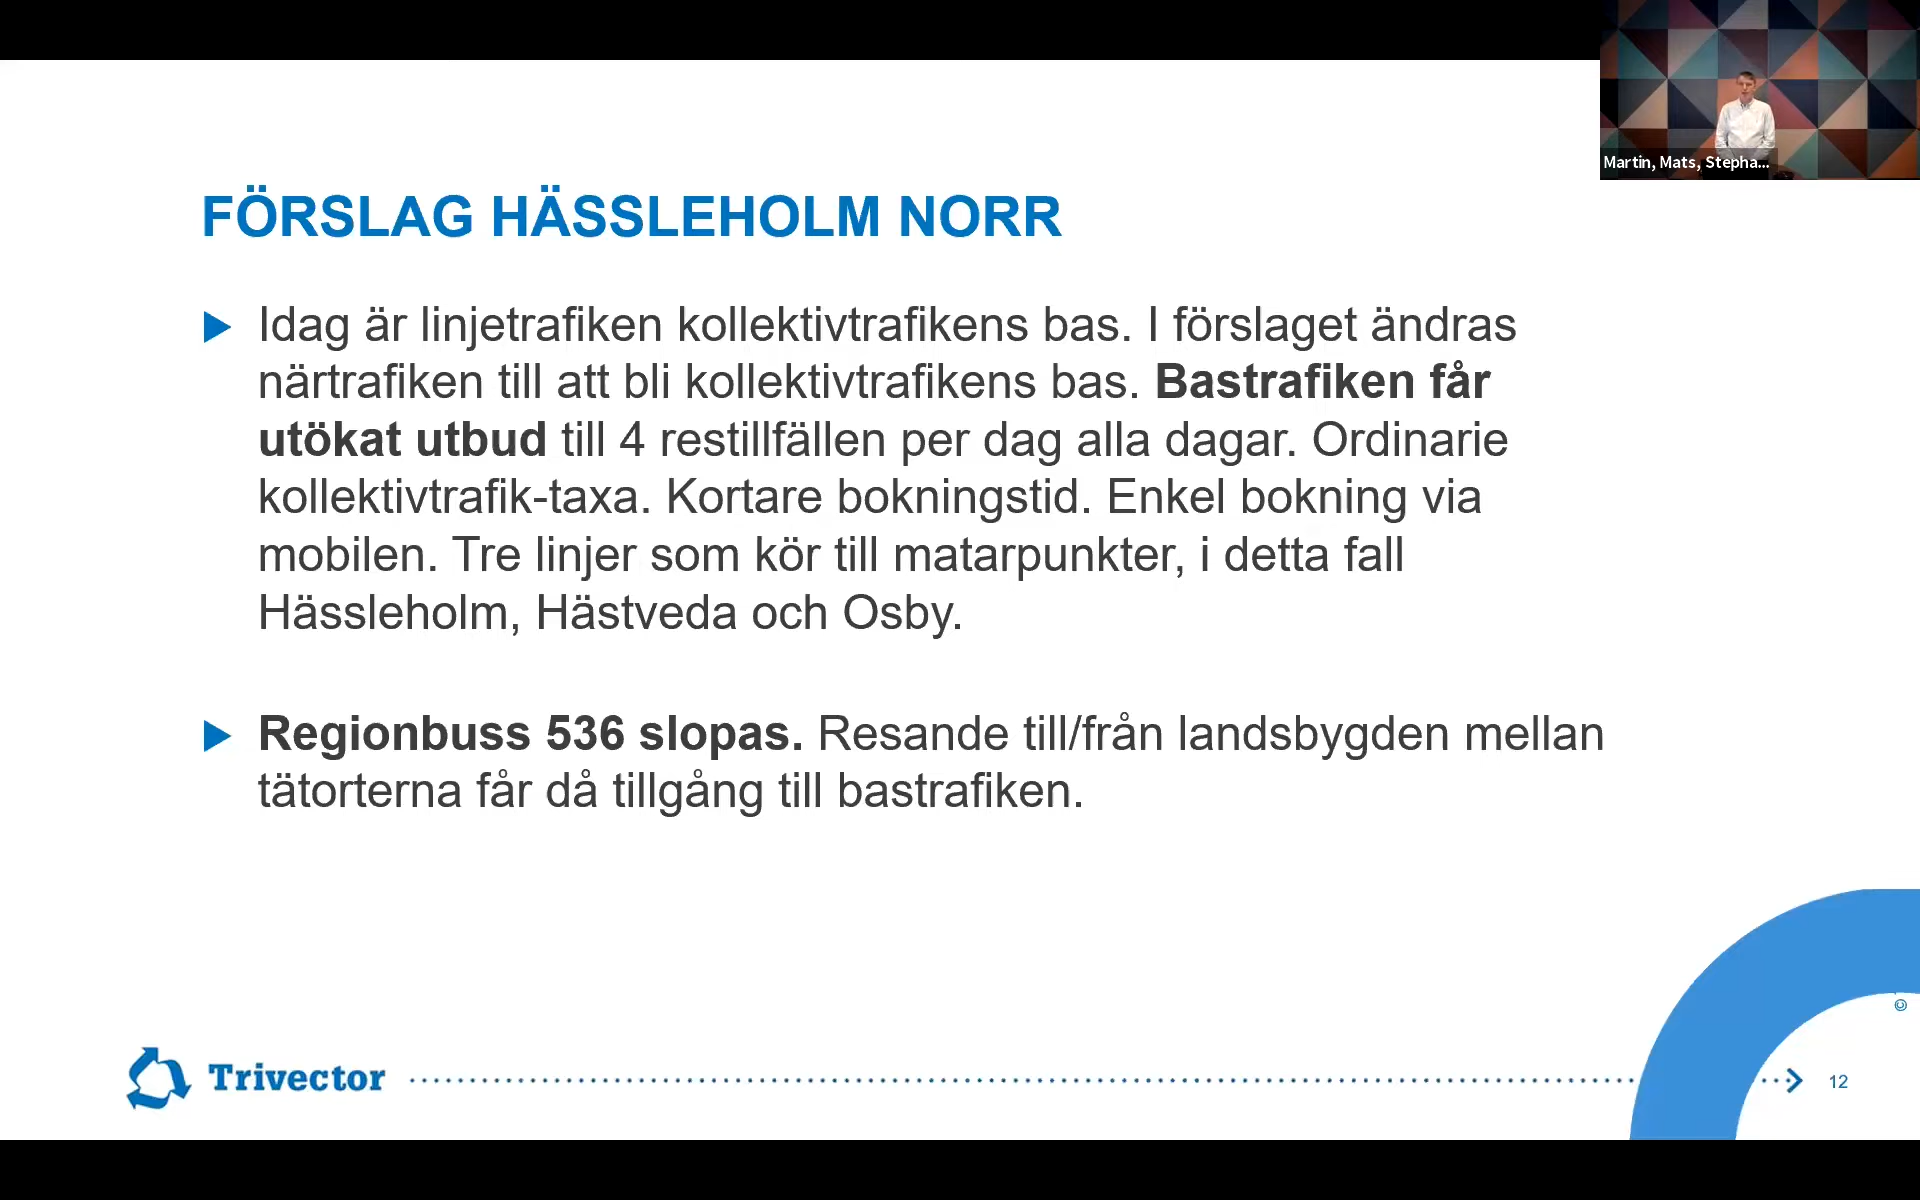 Martin, Mats, Stepha...
FÖRSLAG HÄSSLEHOLM NORR
Idag är linjetrafiken kollektivtrafikens bas. I förslaget ändras
närtrafiken till att bli kollektivtrafikens bas. Bastrafiken får
utökat utbud till 4 restillfällen per dag alla dagar. Ordinarie
kollektivtrafik-taxa. Kortare bokningstid. Enkel bokning via
mobilen. Tre linjer som kör till matarpunkter, i detta fall
Hässleholm, Hästveda och Osby.
Regionbuss 536 slopas. Resande till/från landsbygden mellan
tätorterna får då tillgång till bastrafiken.
©
Trivector
12